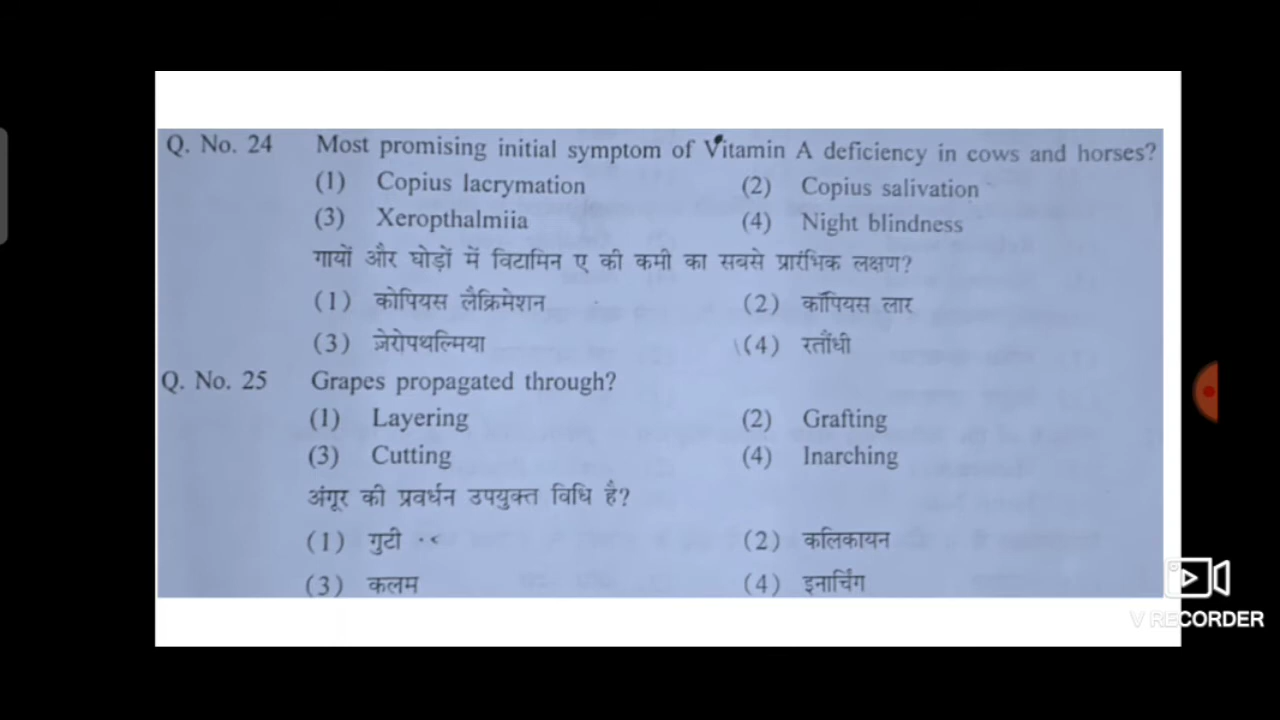 Q. No. 24 Most promising initial symptom of Vitamin A deficiency in cows and horses?
(1) Copius lacrymation (2) Copius salivation
(3) Xeropthalmiia (4) Night blindness
गायों और घोड़ों में विटामिन ए की कमी का सबसे प्रारंभिक लक्षण?
(1) कोपियस लैक्रिमेशन (2) कॉपियस लार
(3) ज़ेरोपथल्मिया (4) रतौंधी
Q. No. 25 Grapes propagated through?
(1) Layering (2) Grafting
(3) Cutting (4) Inarching
अंगूर की प्रवर्धन उपयुक्त विधि है?
(1) गुटी (2) कलिकायन
(3) कलम (4) इनार्चिंग
V RECORDER